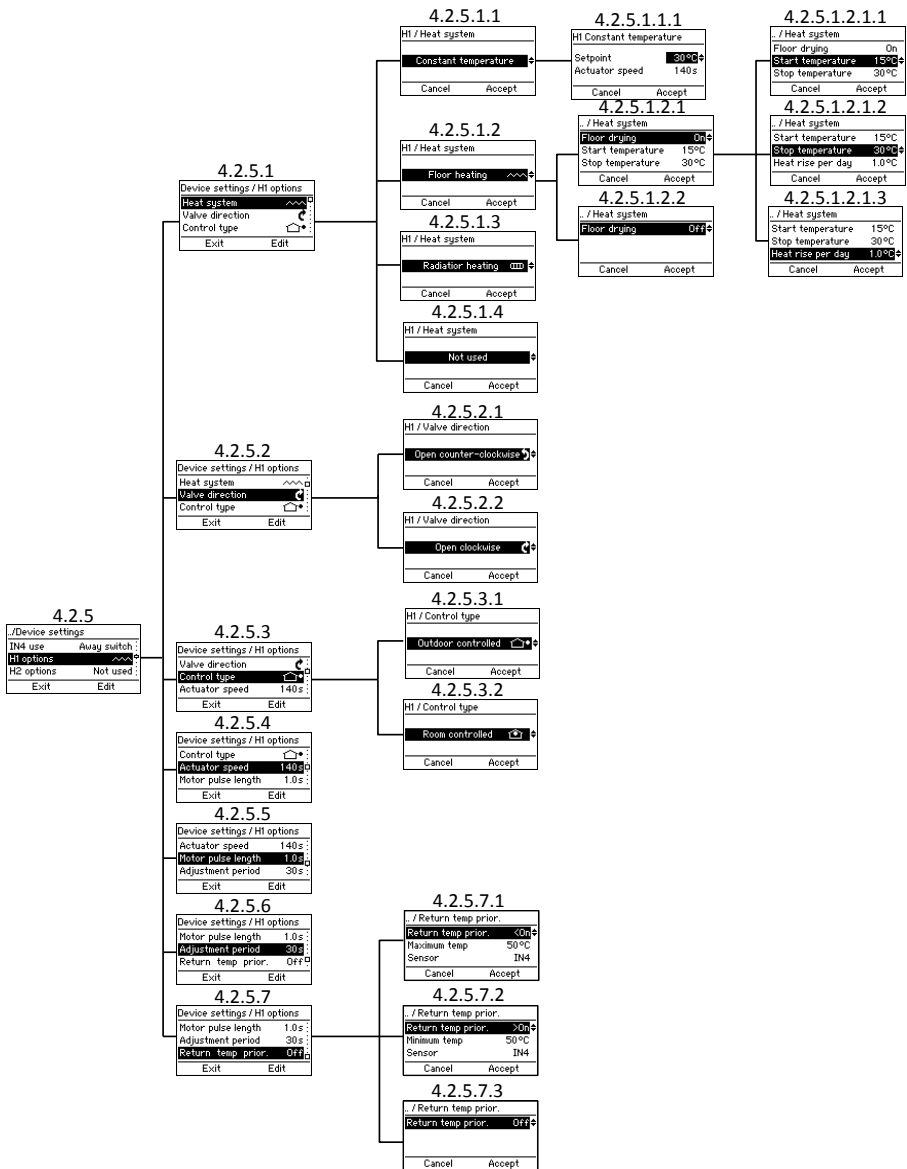 4.2.5
../Device settings
IN4 use Away switch
H1 options
H2 options Not used
Exit Edit
4.2.5.1
Device settings / H1 options
Heat system
Valve direction
Control type
Exit Edit
4.2.5.1.1
H1 / Heat system
Constant temperature
Cancel Accept
4.2.5.1.1.1
H1 Constant temperature
Setpoint 30°C
Actuator speed 140s
Cancel Accept
4.2.5.1.2
H1 / Heat system
Floor heating
Cancel Accept
4.2.5.1.2.1
.. / Heat system
Floor drying On
Start temperature 15°C
Stop temperature 30°C
Cancel Accept
4.2.5.1.2.1.1
.. / Heat system
Floor drying On
Start temperature 15°C
Stop temperature 30°C
Cancel Accept
4.2.5.1.2.1.2
.. / Heat system
Start temperature 15°C
Stop temperature 30°C
Heat rise per day 1.0°C
Cancel Accept
4.2.5.1.2.1.3
.. / Heat system
Start temperature 15°C
Stop temperature 30°C
Heat rise per day 1.0°C
Cancel Accept
4.2.5.1.2.2
.. / Heat system
Floor drying Off
Cancel Accept
4.2.5.1.3
H1 / Heat system
Radiatior heating
Cancel Accept
4.2.5.1.4
H1 / Heat system
Not used
Cancel Accept
4.2.5.2
Device settings / H1 options
Heat system
Valve direction
Control type
Exit Edit
4.2.5.2.1
H1 / Valve direction
Open counter-clockwise
Cancel Accept
4.2.5.2.2
H1 / Valve direction
Open clockwise
Cancel Accept
4.2.5.3
Device settings / H1 options
Valve direction
Control type
Actuator speed 140s
Exit Edit
4.2.5.3.1
H1 / Control type
Outdoor controlled
Cancel Accept
4.2.5.3.2
H1 / Control type
Room controlled
Cancel Accept
4.2.5.4
Device settings / H1 options
Control type
Actuator speed 140s
Motor pulse length 1.0s
Exit Edit
4.2.5.5
Device settings / H1 options
Actuator speed 140s
Motor pulse length 1.0s
Adjustment period 30s
Exit Edit
4.2.5.6
Device settings / H1 options
Motor pulse length 1.0s
Adjustment period 30s
Return temp prior. Off
Exit Edit
4.2.5.7
Device settings / H1 options
Motor pulse length 1.0s
Adjustment period 30s
Return temp prior. Off
Exit Edit
4.2.5.7.1
.. / Return temp prior.
Return temp prior. <On
Maximum temp 50°C
Sensor IN4
Cancel Accept
4.2.5.7.2
.. / Return temp prior.
Return temp prior. >On
Minimum temp 50°C
Sensor IN4
Cancel Accept
4.2.5.7.3
.. / Return temp prior.
Return temp prior. Off
Cancel Accept